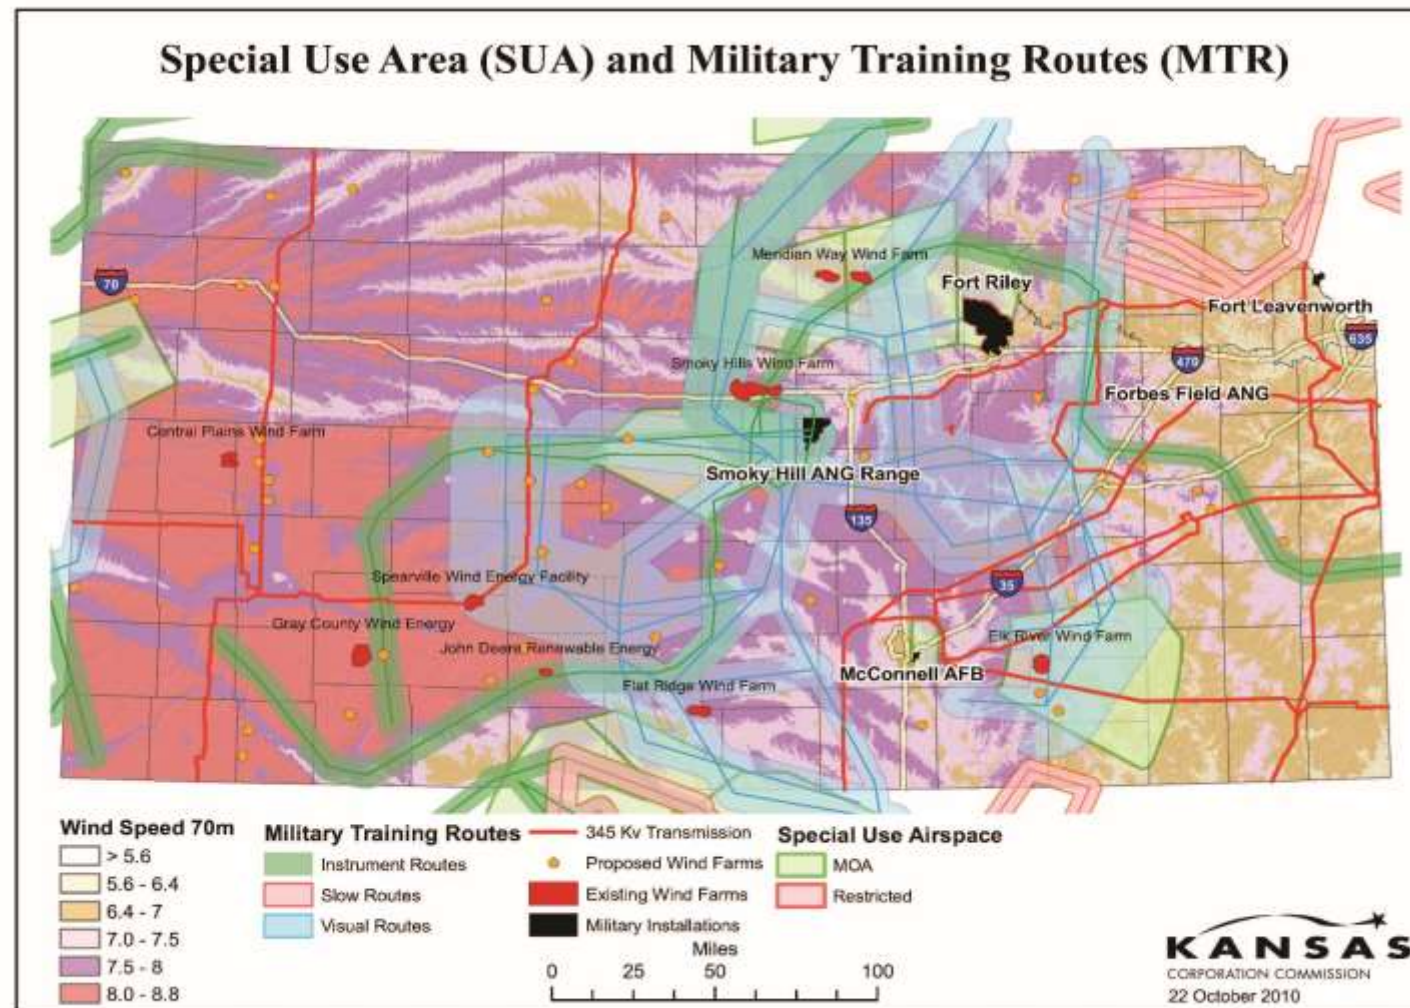 Special Use Area (SUA) and Military Training Routes (MTR)
Meridian Way Wind Farm
70
Fort Riley
Fort Leavenworth
635
Smoky Hills Wind Farm
470
Forbes Field ANG
Central Plains Wind Farm
Smoky Hill ANG Range
135
Spearville Wind Energy Facility
35
Gray County Wind Energy
Elk River Wind Farm
John Deere Renewable Energy
McConnell AFB
Flat Ridge Wind Farm
Wind Speed 70m
> 5.6
5.6 - 6.4
6.4 - 7
7.0 - 7.5
7.5 - 8
8.0 - 8.8
Military Training Routes
Instrument Routes
Slow Routes
Visual Routes
345 Kv Transmission
Proposed Wind Farms
Existing Wind Farms
Military Installations
Miles
0 25 50 100
Special Use Airspace
MOA
Restricted
KANSAS
CORPORATION COMMISSION
22 October 2010